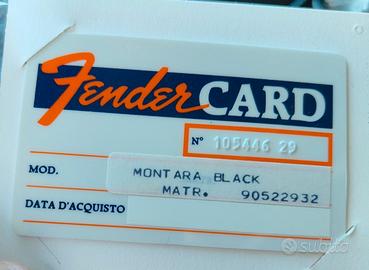 Fender CARD
N° 105446 29
MOD. MONTARA BLACK
MATR. 90522932
DATA D'ACQUISTO
subito